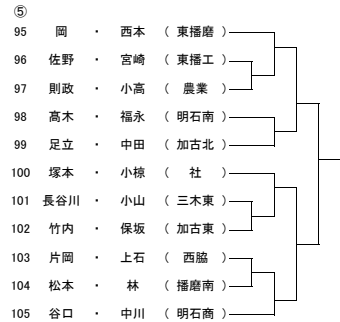 ⑤
95 岡 ・ 西本 ( 東播磨 )
96 佐野 ・ 宮崎 ( 東播工 )
97 則政 ・ 小高 ( 農業 )
98 髙木 ・ 福永 ( 明石南 )
99 足立 ・ 中田 ( 加古北 )
100 塚本 ・ 小椋 ( 社 )
101 長谷川 ・ 小山 ( 三木東 )
102 竹内 ・ 保坂 ( 加古東 )
103 片岡 ・ 上石 ( 西脇 )
104 松本 ・ 林 ( 播磨南 )
105 谷口 ・ 中川 ( 明石商 )